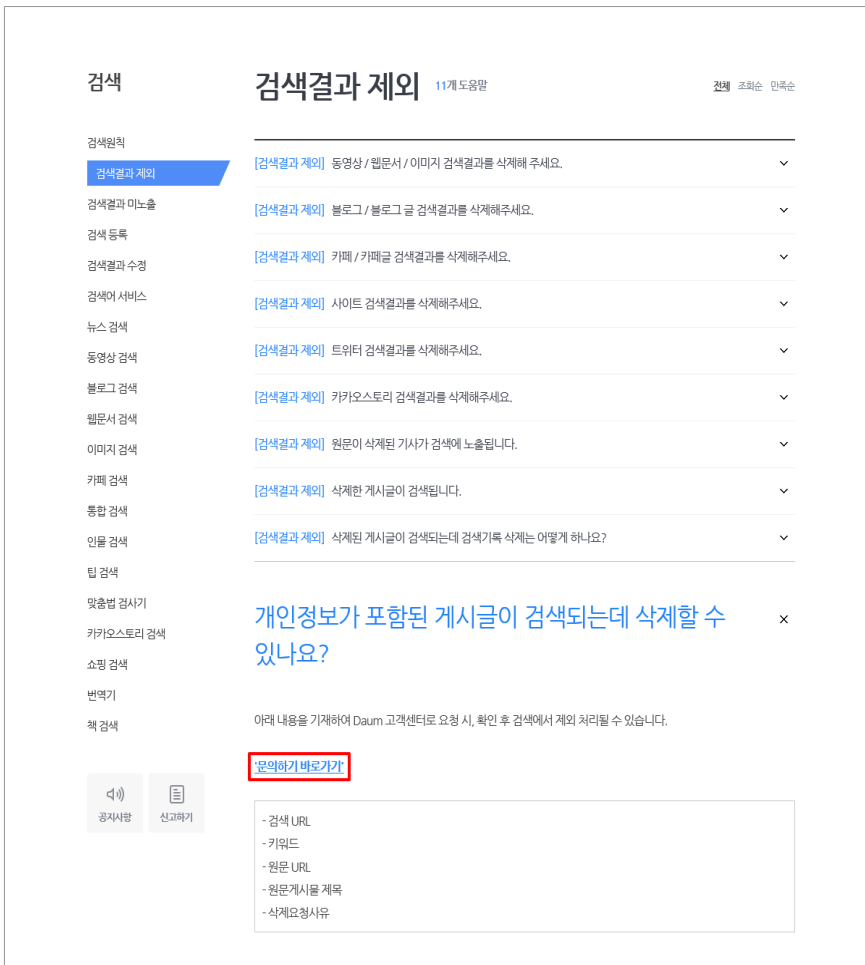 검색
검색원칙
검색결과 제외
검색결과 미노출
검색 등록
검색결과 수정
검색어 서비스
뉴스 검색
동영상 검색
블로그 검색
웹문서 검색
이미지 검색
카페 검색
통합 검색
인물 검색
팁 검색
맞춤법 검사기
카카오스토리 검색
쇼핑 검색
번역기
책 검색
공지사항
신고하기
검색결과 제외 11개 도움말
전체 조회순 만족순
[검색결과 제외] 동영상 / 웹문서 / 이미지 검색결과를 삭제해 주세요.
[검색결과 제외] 블로그 / 블로그 글 검색결과를 삭제해주세요.
[검색결과 제외] 카페 / 카페글 검색결과를 삭제해주세요.
[검색결과 제외] 사이트 검색결과를 삭제해주세요.
[검색결과 제외] 트위터 검색결과를 삭제해주세요.
[검색결과 제외] 카카오스토리 검색결과를 삭제해주세요.
[검색결과 제외] 원문이 삭제된 기사가 검색에 노출됩니다.
[검색결과 제외] 삭제한 게시글이 검색됩니다.
[검색결과 제외] 삭제된 게시글이 검색되는데 검색기록 삭제는 어떻게 하나요?
개인정보가 포함된 게시글이 검색되는데 삭제할 수
있나요?
아래 내용을 기재하여 Daum 고객센터로 요청 시, 확인 후 검색에서 제외 처리될 수 있습니다.
'문의하기 바로가기'
- 검색 URL
- 키워드
- 원문 URL
- 원문게시물 제목
- 삭제요청사유